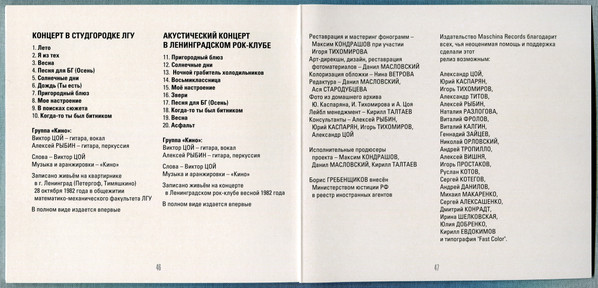 КОНЦЕРТ В СТУДГОРОДКЕ ЛГУ
1. Лето
2. Я из тех
3. Весна
4. Песня для БГ (Осень)
5. Солнечные дни
6. Дождь (Ты есть)
7. Пригородный блюз
8. Мое настроение
9. В поисках сюжета
10. Когда-то ты был битником
Группа «Кино»:
Виктор ЦОЙ – гитара, вокал
Алексей РЫБИН – гитара, перкуссия
Слова – Виктор ЦОЙ
Музыка и аранжировки – «Кино»
Записано живьём на квартирнике
в г. Ленинград (Петергоф, Тимяшкино)
28 октября 1982 года в общежитии
математико-механического факультета ЛГУ
В полном виде издается впервые
АКУСТИЧЕСКИЙ КОНЦЕРТ
В ЛЕНИНГРАДСКОМ РОК-КЛУБЕ
11. Пригородный блюз
12. Солнечные дни
13. Ночной грабитель холодильников
14. Восьмиклассница
15. Моё настроение
16. Звери
17. Песня для БГ (Осень)
18. Когда-то ты был битником
19. Весна
20. Асфальт
Группа «Кино»:
Виктор ЦОЙ – гитара, вокал
Алексей РЫБИН – гитара, перкуссия
Слова – Виктор ЦОЙ
Музыка и аранжировки – «Кино»
Записано живьём на концерте
в Ленинградском рок-клубе весной 1982 года
В полном виде издаётся впервые
46
Реставрация и мастеринг фонограмм –
Максим КОНДРАШОВ при участии
Игоря ТИХОМИРОВА
Арт-дирекшн, дизайн, реставрация
фотоматериалов – Данил МАСЛОВСКИЙ
Колоризация обложки – Нина ВЕТРОВА
Редактура – Данил МАСЛОВСКИЙ,
Ася СТАРОДУБЦЕВА
Фото из домашнего архива
Ю. Каспаряна, И. Тихомирова и А. Цоя
Лейбл менеджмент – Кирилл ТАЛТАЕВ
Консультанты – Алексей РЫБИН,
Юрий КАСПАРЯН, Игорь ТИХОМИРОВ,
Александр ЦОЙ
Исполнительные продюсеры
проекта – Максим КОНДРАШОВ,
Данил МАСЛОВСКИЙ, Кирилл ТАЛТАЕВ
Борис ГРЕБЕНЩИКОВ внесён
Министерством юстиции РФ
в реестр иностранных агентов
Издательство Maschina Records благодарит
всех, чья неоценимая помощь и поддержка
сделали этот
релиз возможным:
Александр ЦОЙ,
Юрий КАСПАРЯН,
Игорь ТИХОМИРОВ,
Александр ТИТОВ,
Алексей РЫБИН,
Наталия РАЗЛОГОВА,
Виталий ФРОЛОВ,
Виталий КАЛГИН,
Геннадий ЗАЙЦЕВ,
Николай ОРЛОВСКИЙ,
Андрей ТРОПИЛЛО,
Алексей ВИШНЯ,
Игорь ПРОСТАКОВ,
Руслан КОТОВ,
Сергей КОТЕГОВ,
Андрей ДАНИЛОВ,
Михаил МАКАРЕНКО,
Сергей АЛЕКСАШЕНКО,
Дмитрий КОНРАДТ,
Ирина ШЕЛКОВСКАЯ,
Юлия ДОБРЕНКО,
Кирилл ЕВДОКИМОВ
и типография "Fast Color".
47